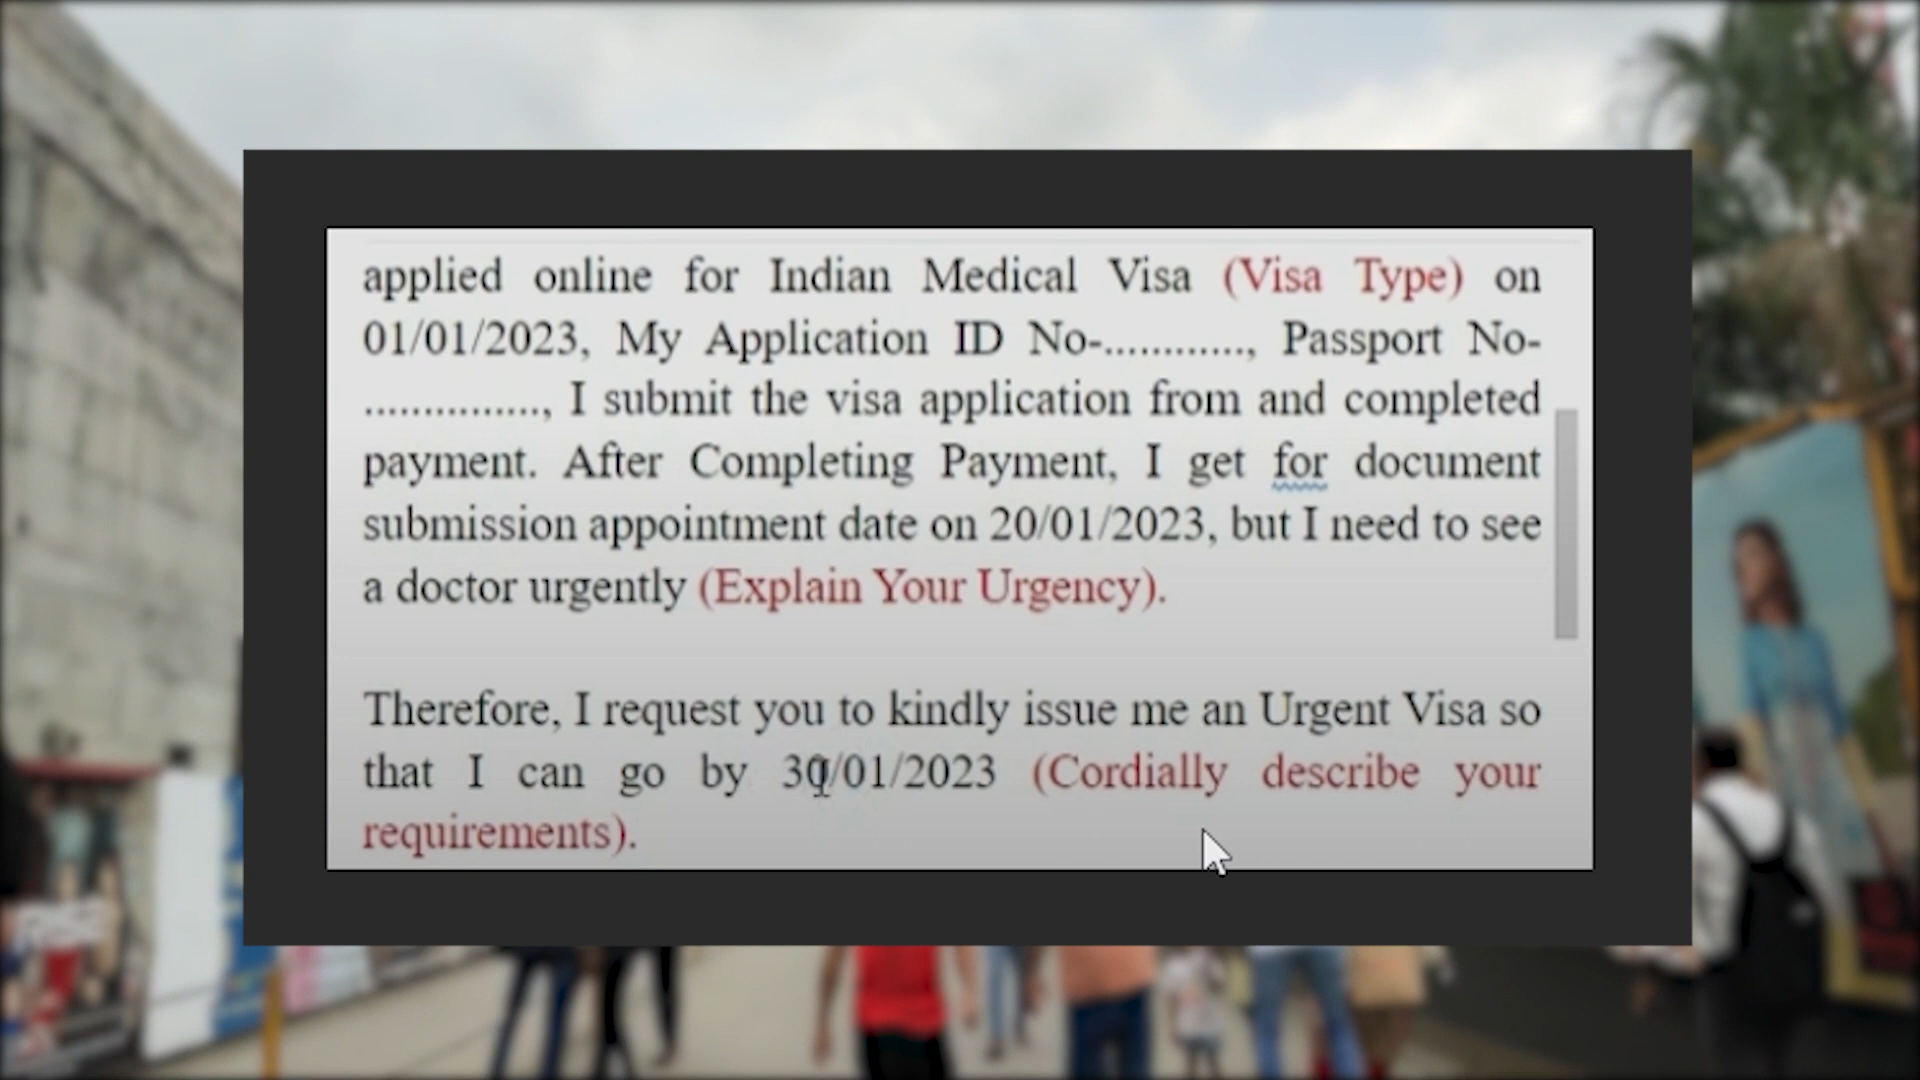 applied online for Indian Medical Visa (Visa Type) on
01/01/2023, My Application ID No-............, Passport No-
..............., I submit the visa application from and completed
payment. After Completing Payment, I get for document
submission appointment date on 20/01/2023, but I need to see
a doctor urgently (Explain Your Urgency).
Therefore, I request you to kindly issue me an Urgent Visa so
that I can go by 30/01/2023 (Cordially describe your
requirements).